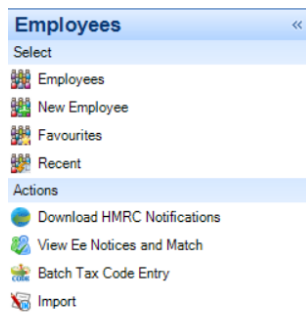 Employees «
Select
Employees
New Employee
Favourites
Recent
Actions
Download HMRC Notifications
View Ee Notices and Match
CODE Batch Tax Code Entry
Import